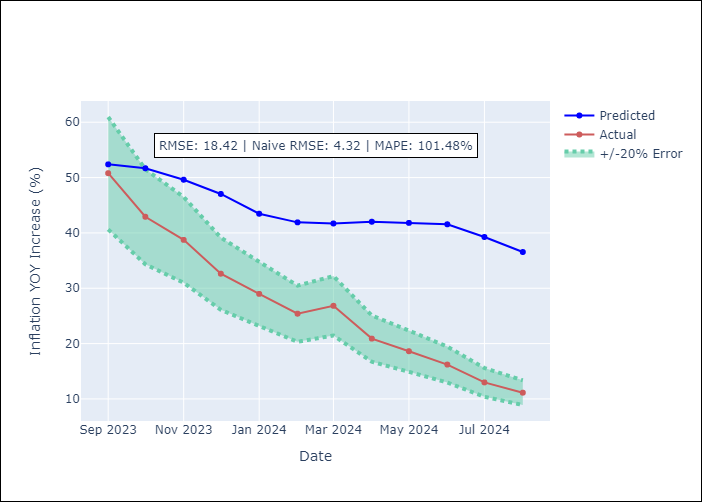 RMSE: 18.42 | Naive RMSE: 4.32 | MAPE: 101.48%
Predicted
Actual
+/-20% Error
Inflation YOY Increase (%)
60
50
40
30
20
10
Sep 2023 Nov 2023 Jan 2024 Mar 2024 May 2024 Jul 2024
Date